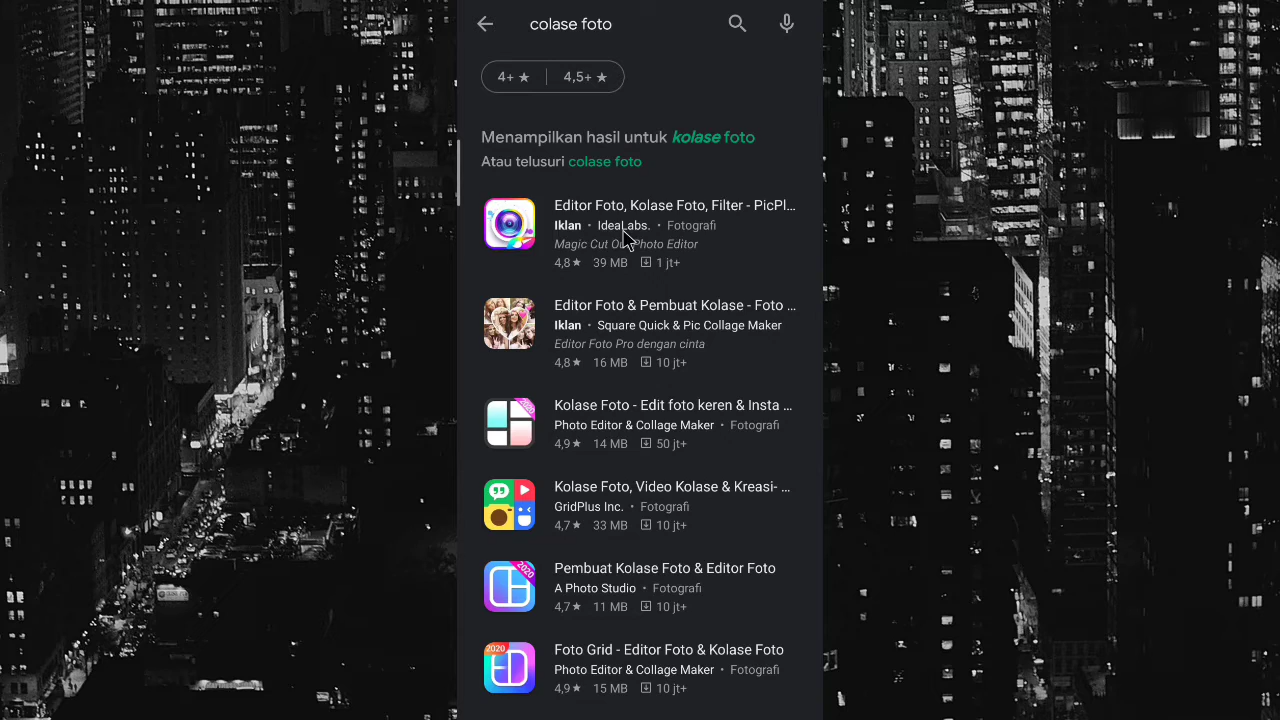 colase foto
4+ ★ 4,5+ ★
Menampilkan hasil untuk kolase foto
Atau telusuri colase foto
Editor Foto, Kolase Foto, Filter - PicPl...
Iklan • IdeaLabs. • Fotografi
Magic Cut Out Photo Editor
4,8★ 39 MB 1 jt+
Editor Foto & Pembuat Kolase - Foto ...
Iklan • Square Quick & Pic Collage Maker
Editor Foto Pro dengan cinta
4,8★ 16 MB 10 jt+
2020
Kolase Foto - Edit foto keren & Insta ...
Photo Editor & Collage Maker • Fotografi
4,9★ 14 MB 50 jt+
Kolase Foto, Video Kolase & Kreasi- ...
GridPlus Inc. • Fotografi
4,7★ 33 MB 10 jt+
2020
Pembuat Kolase Foto & Editor Foto
A Photo Studio • Fotografi
4,7★ 11 MB 10 jt+
2020
Foto Grid - Editor Foto & Kolase Foto
Photo Editor & Collage Maker • Fotografi
4,9★ 15 MB 10 jt+